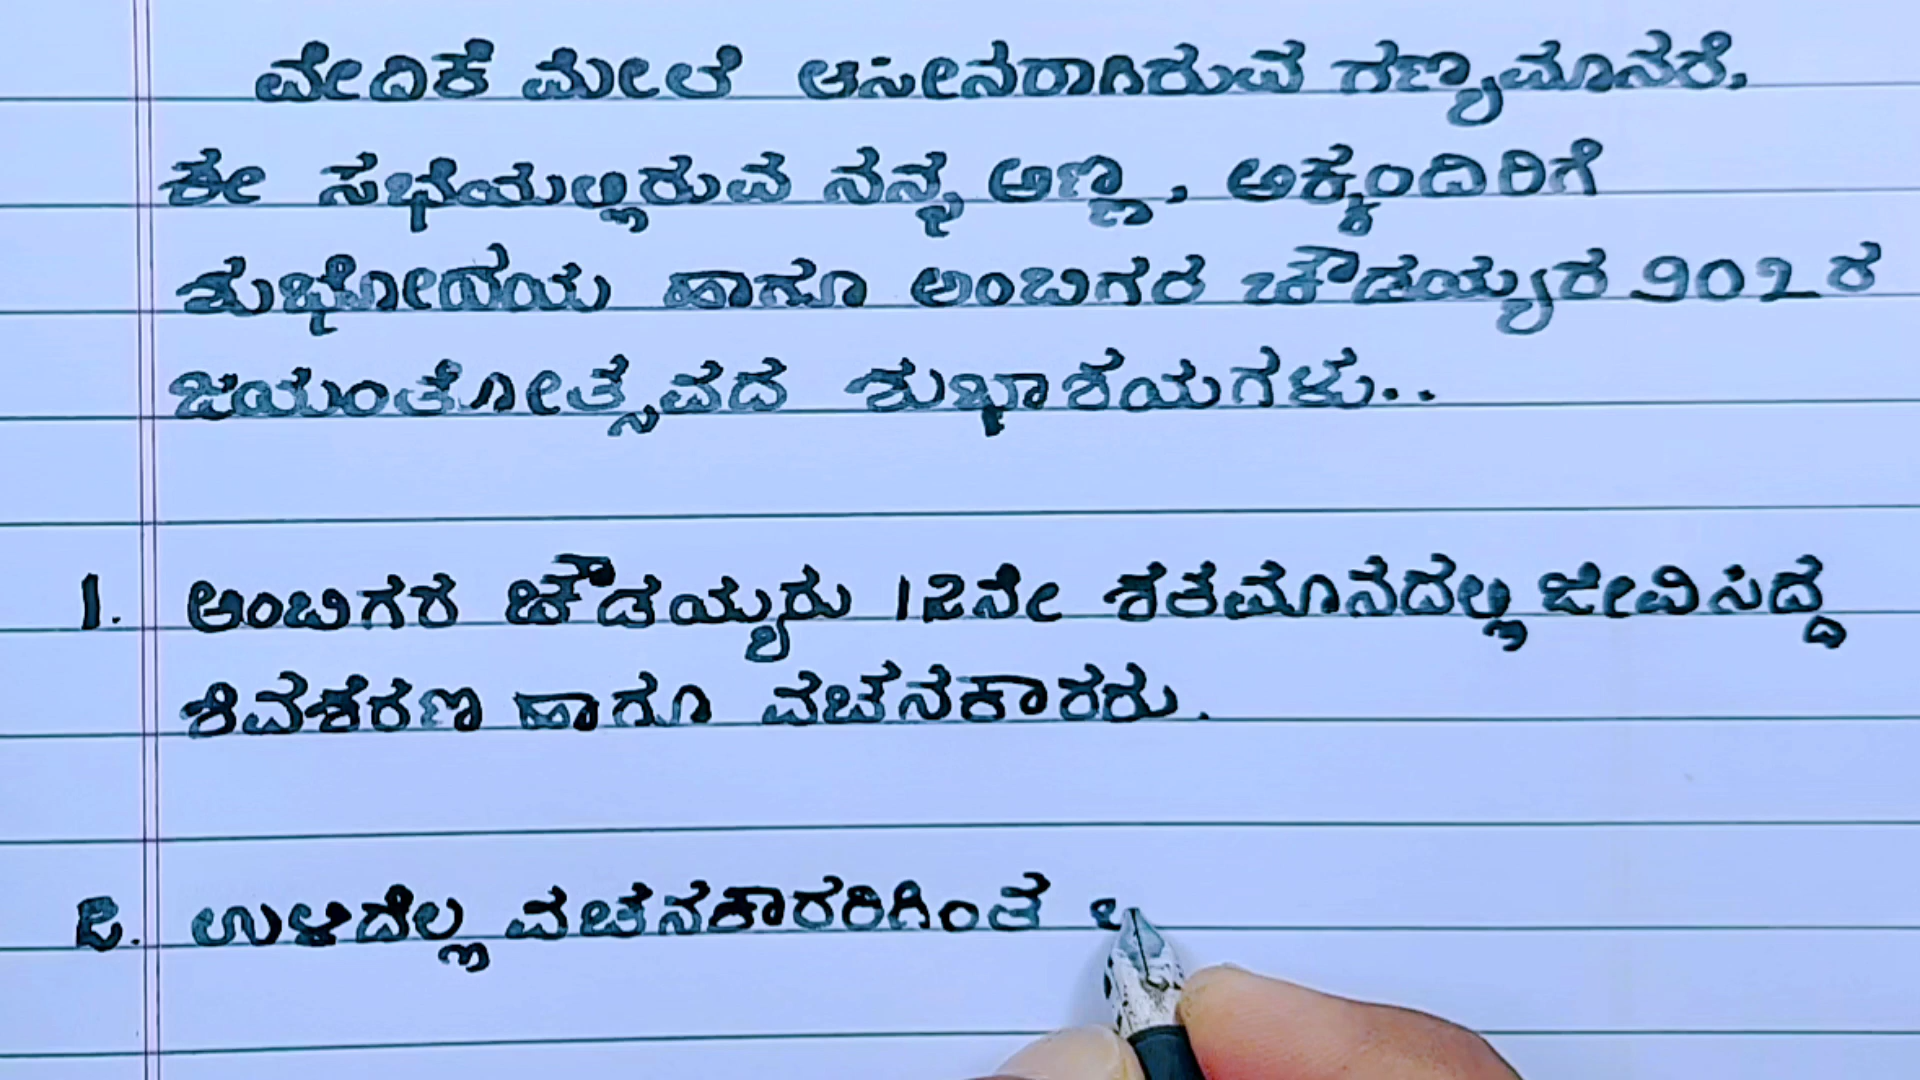 ವೇದಿಕೆ ಮೇಲೆ ಆಸೀನರಾಗಿರುವ ಗಣ್ಯಮಾನರೆ,
ಈ ಸಭೆಯಲ್ಲಿರುವ ನನ್ನ ಅಣ್ಣ, ಅಕ್ಕಂದಿರಿಗೆ
ಶುಭೋದಯ ಹಾಗೂ ಅಂಬಿಗರ ಚೌಡಯ್ಯರ 902ರ
ಜಯಂತೋತ್ಸವದ ಶುಭಾಶಯಗಳು..
1. ಅಂಬಿಗರ ಚೌಡಯ್ಯರು 12ನೇ ಶತಮಾನದಲ್ಲಿ ಜೀವಿಸಿದ್ದ
ಶಿವಶರಣ ಹಾಗೂ ವಚನಕಾರರು.
2. ಉಳಿದೆಲ್ಲ ವಚನಕಾರರಿಗಿಂತ